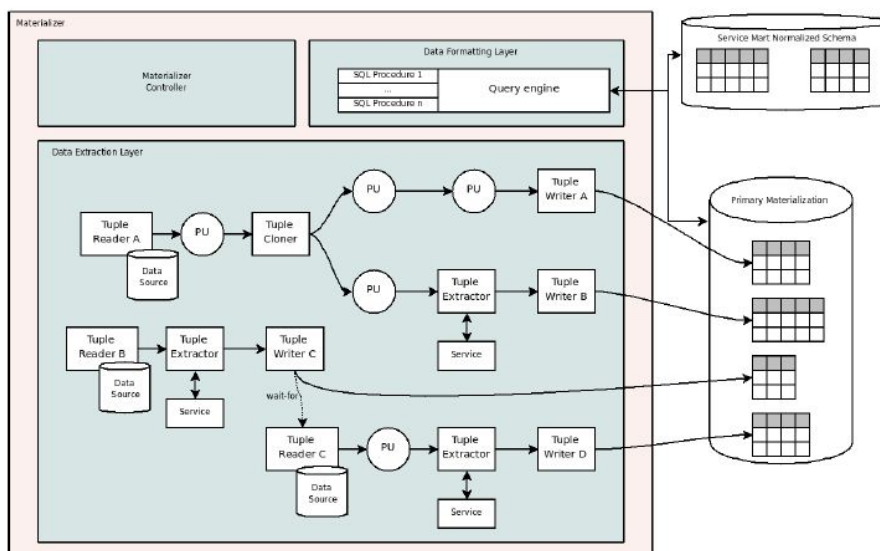 Materializer
Materializer
Controller
Data Formatting Layer
SQL Procedure 1
...
SQL Procedure n
Query engine
Service Mart Normalized Schema
Data Extraction Layer
Primary Materialization
PU
PU
Tuple
Writer A
Tuple
Reader A
Data
Source
PU
Tuple
Cloner
PU
Tuple
Extractor
Service
Tuple
Writer B
Tuple
Reader B
Data
Source
Tuple
Extractor
Service
Tuple
Writer C
wait-for
Tuple
Reader C
Data
Source
PU
Tuple
Extractor
Service
Tuple
Writer D